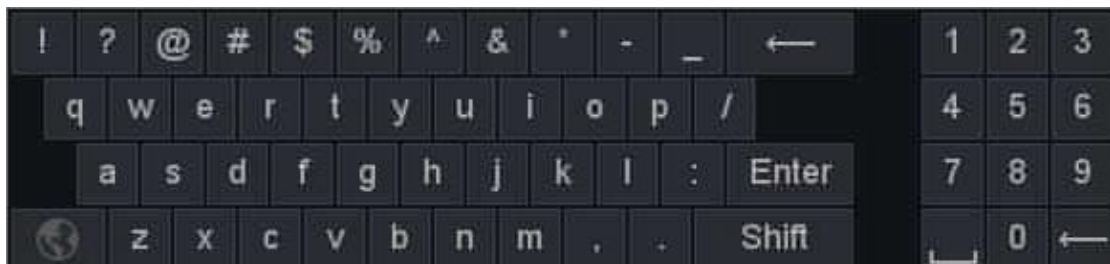 ! ? @ # $ % ^ & * - _ ← 1 2 3
q w e r t y u i o p / 4 5 6
a s d f g h j k l : Enter 7 8 9
z x c v b n m , . Shift 0 ←